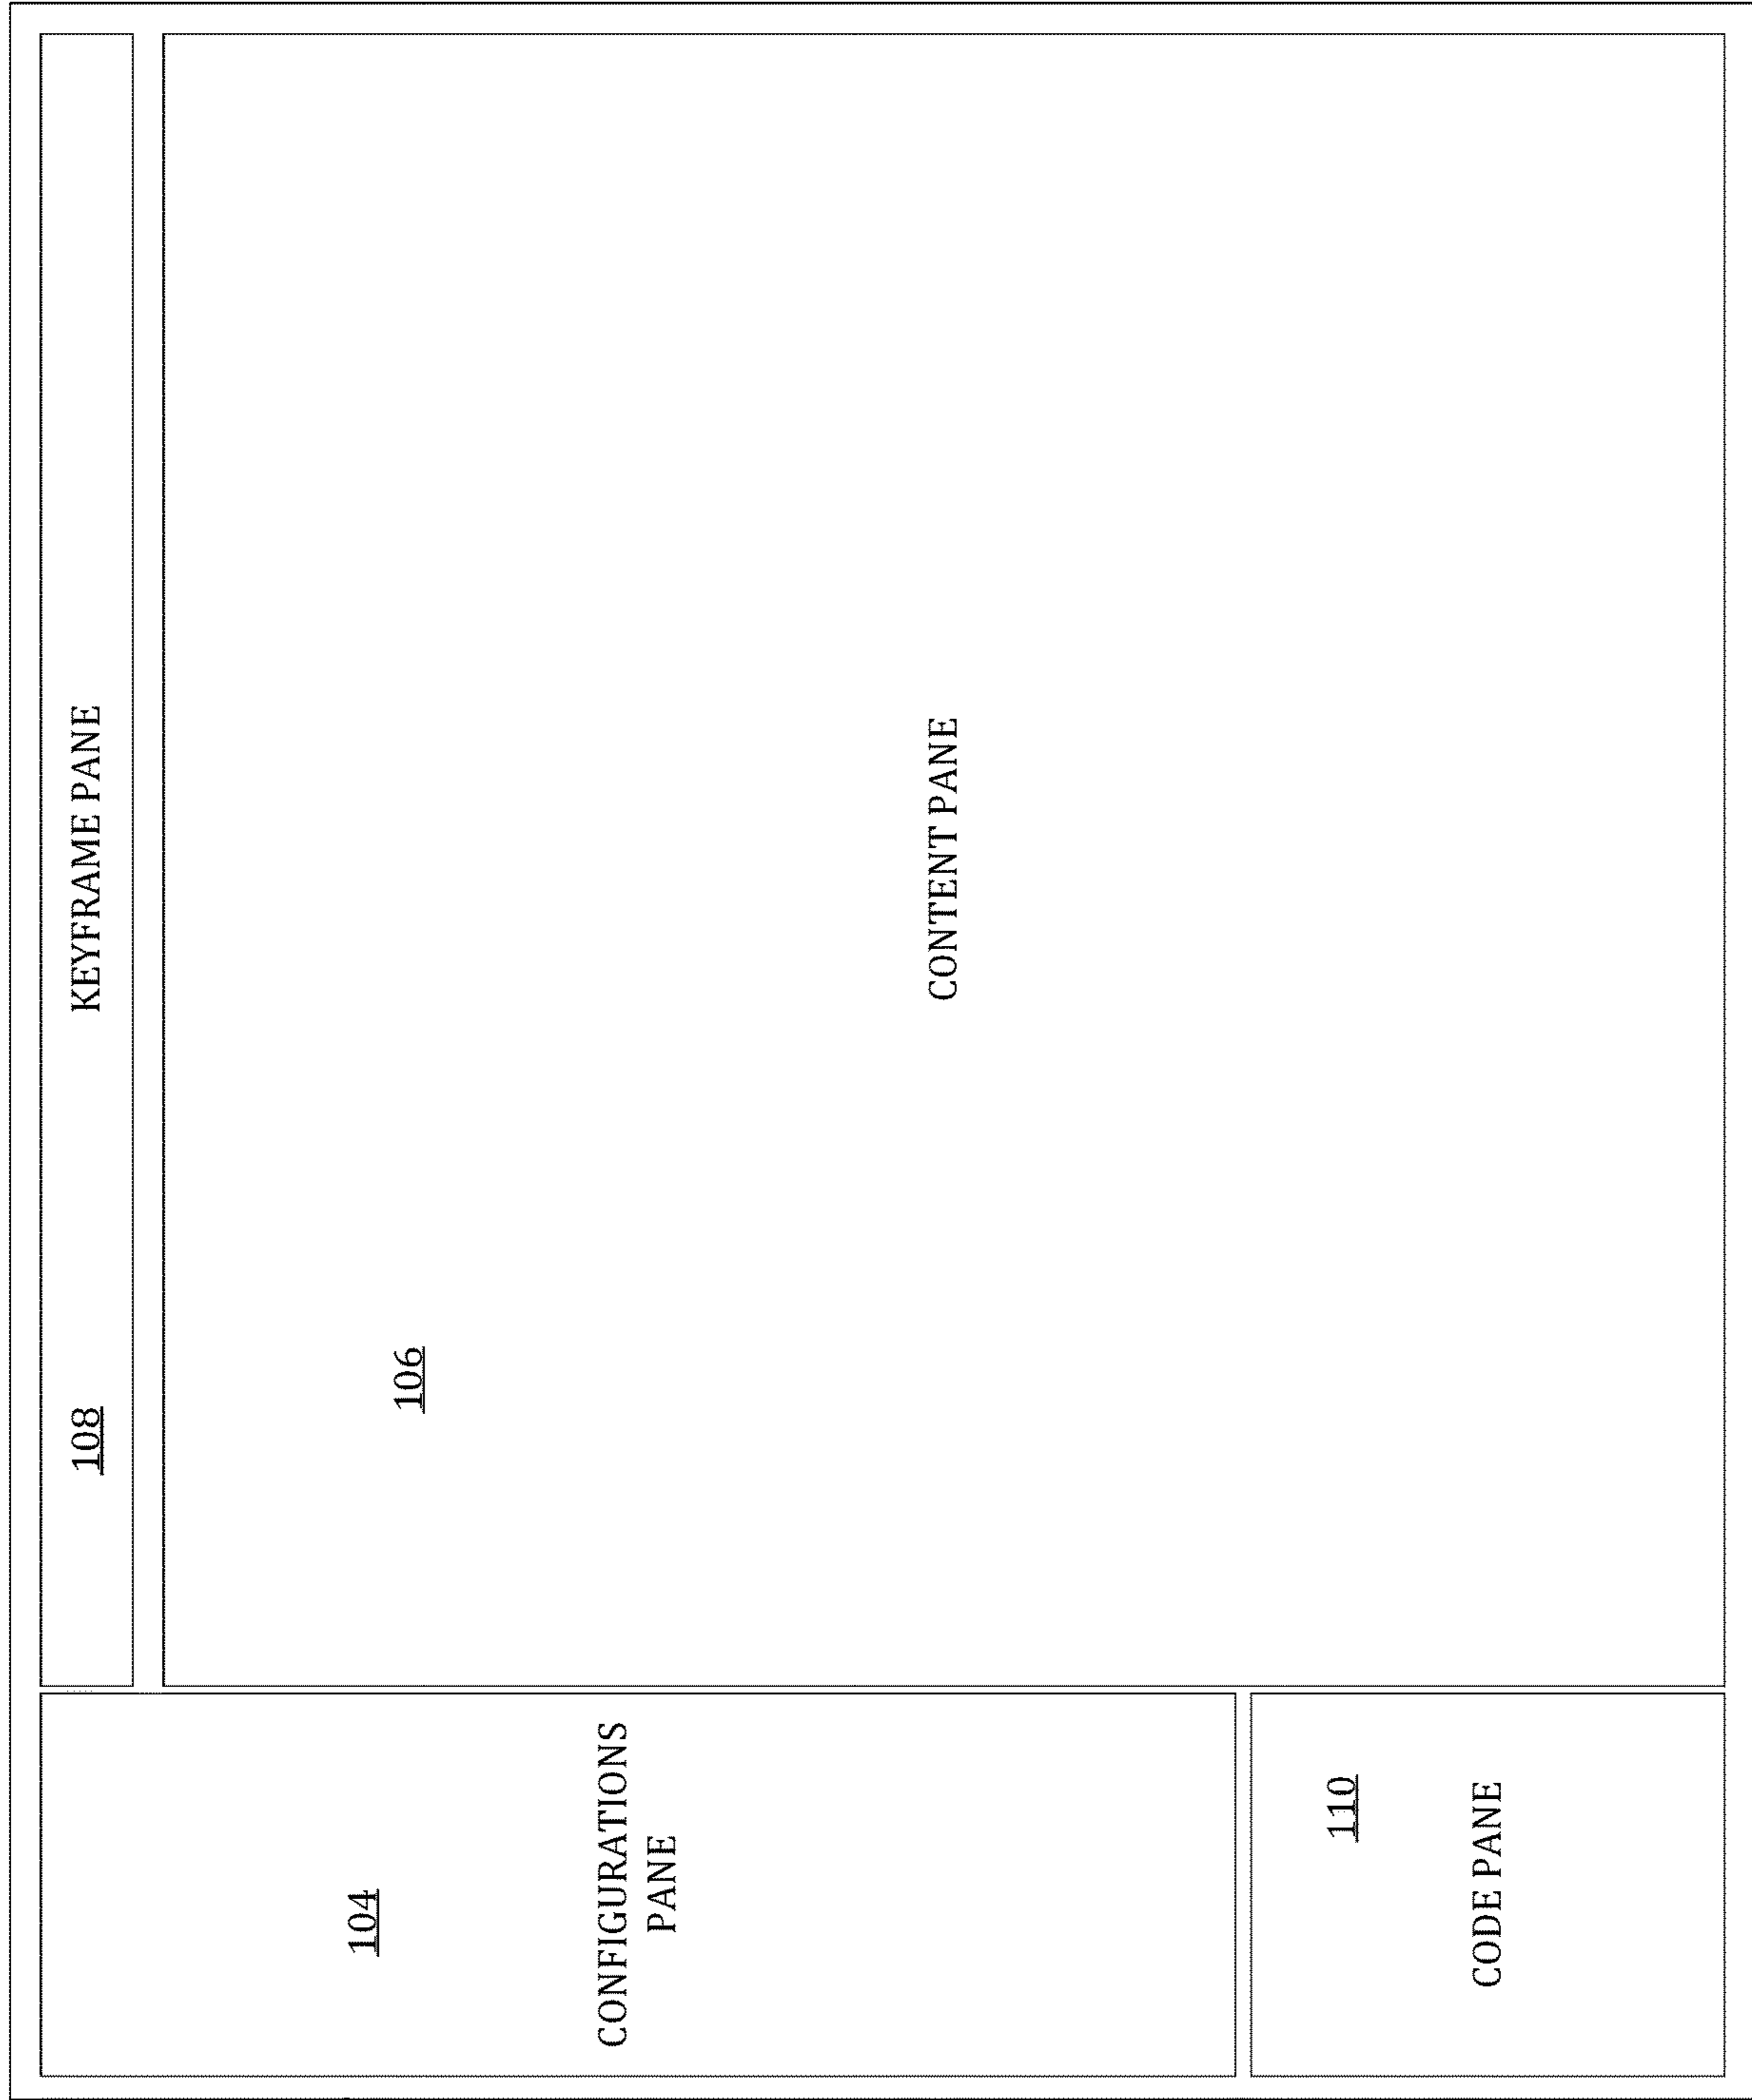 104
CONFIGURATIONS
PANE
110
CODE PANE
108
KEYFRAME PANE
106
CONTENT PANE